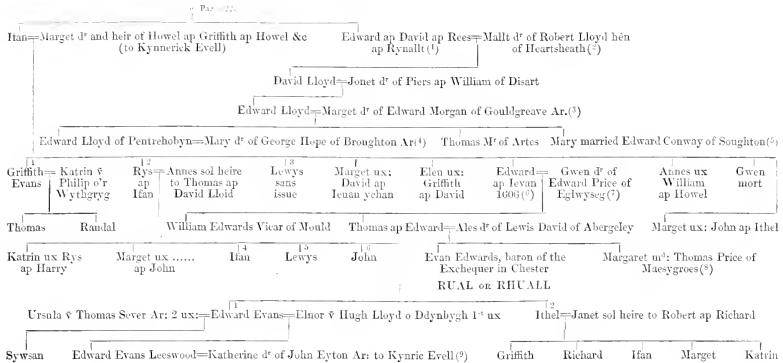 Itan=Marget dʳ and heir of Howel ap Griffith ap Howel &c Edward ap David ap Rees=Mallt dʳ of Robert Lloyd hên
(to Kynnerick Evell) ap Rynallt (¹) of Heartsheath (²)
David Lloyd=Jonet dʳ of Piers ap William of Disart
Edward Lloyd=Marget dʳ of Edward Morgan of Gouldgreave Ar.(³)
Edward Lloyd of Pentrehobyn=Mary dʳ of George Hope of Broughton Ar(⁴) Thomas Mʳ of Artes Mary married Edward Conway of Soughton(⁵)
1 2 3
Griffith= Katrin v̄ Rys= Annes sol heire Lewys Marget ux: Elen ux: Edward= Gwen dʳ of Annes ux Gwen
Evans Philip o'r ap to Thomas ap sans David ap Griffith ap Ievan Edward Price of William mort
Wythgryg Ifan David Lloid issue Ieuan ychan ap David 1606 (⁶) Eglwyseg (⁷) ap Howel
Thomas Randal William Edwards Vicar of Mould Thomas ap Edward=Ales dʳ of Lewis David of Abergeley Marget ux: John ap Ithel
4 5 6
Katrin ux Rys Marget ux ...... Ifan Lewys John Evan Edwards, baron of the Margaret uxᵈ: Thomas Price of
ap Harry ap John Exchequer in Chester Maesygroes (⁸)
RUAL OR RHUALL
1 2
Ursula v̄ Thomas Sever Ar: 2 ux:=Edward Evans=Elnor v̄ Hugh Lloyd o Ddynbygh 1ˢᵗ ux Ithel=Janet sol heire to Robert ap Richard
Sywsan Edward Evans Leeswood=Katherine dʳ of John Eyton Ar: to Kynric Evell(⁹) Griffith Richard Ifan Marget Katrin